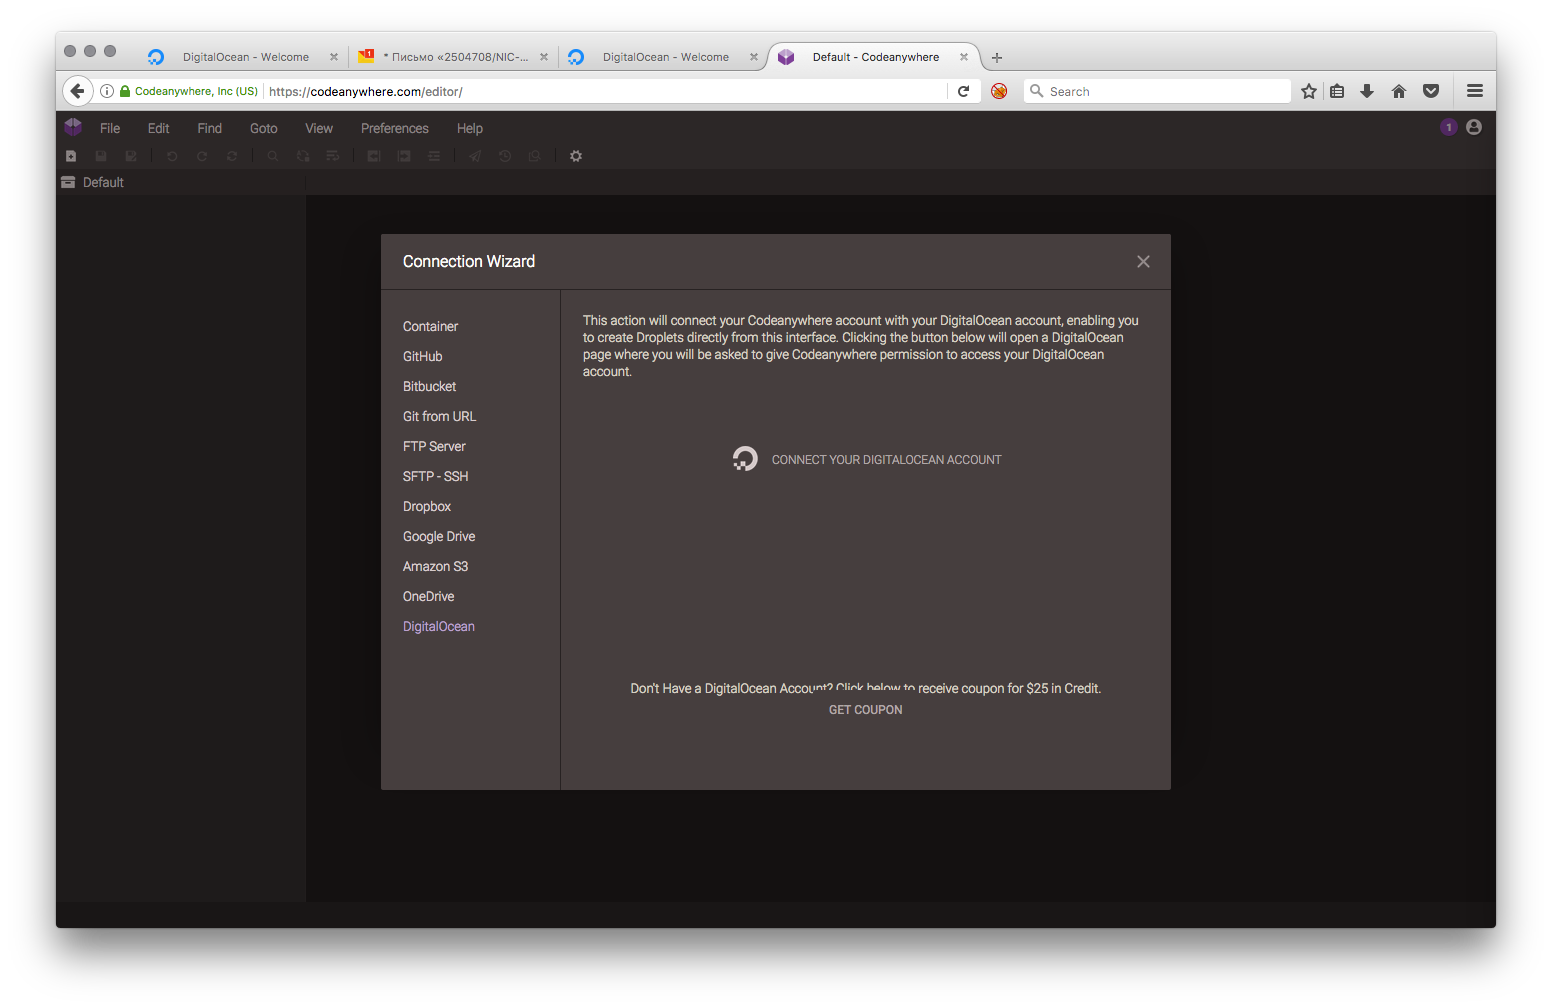 DigitalOcean - Welcome
* Письмо «2504708/NIC-...
DigitalOcean - Welcome
Default - Codeanywhere
Codeanywhere, Inc (US)
https://codeanywhere.com/editor/
Search
File Edit Find Goto View Preferences Help
1
Default
Connection Wizard
Container
GitHub
Bitbucket
Git from URL
FTP Server
SFTP - SSH
Dropbox
Google Drive
Amazon S3
OneDrive
DigitalOcean
This action will connect your Codeanywhere account with your DigitalOcean account, enabling you
to create Droplets directly from this interface. Clicking the button below will open a DigitalOcean
page where you will be asked to give Codeanywhere permission to access your DigitalOcean
account.
CONNECT YOUR DIGITALOCEAN ACCOUNT
Don't Have a DigitalOcean Account? Click below to receive coupon for $25 in Credit.
GET COUPON